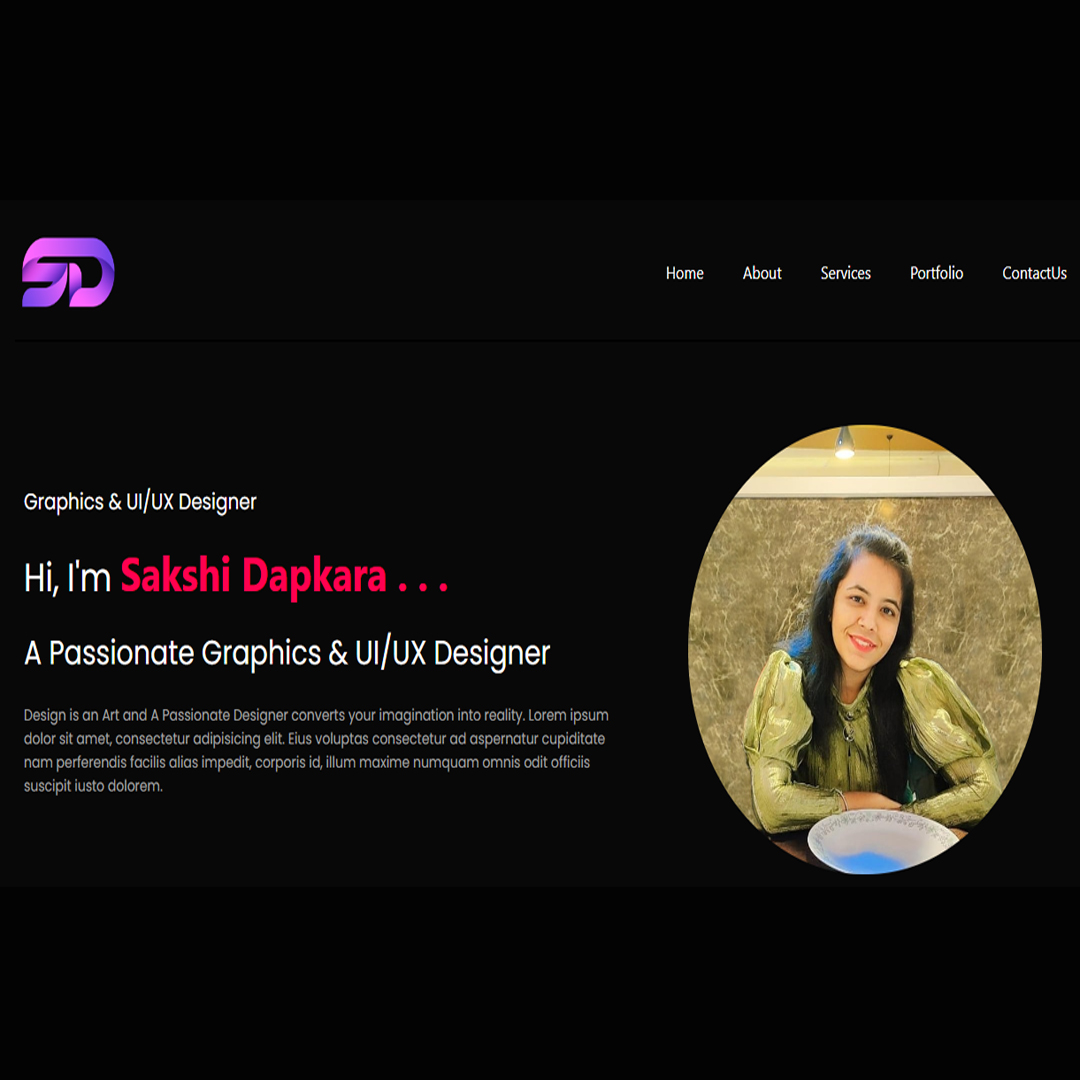 SD
Home About Services Portfolio ContactUs
Graphics & UI/UX Designer
Hi, I'm Sakshi Dapkara . . .
A Passionate Graphics & UI/UX Designer
Design is an Art and A Passionate Designer converts your imagination into reality. Lorem ipsum
dolor sit amet, consectetur adipisicing elit. Eius voluptas consectetur ad aspernatur cupiditate
nam perferendis facilis alias impedit, corporis id, illum maxime numquam omnis odit officiis
suscipit iusto dolorem.